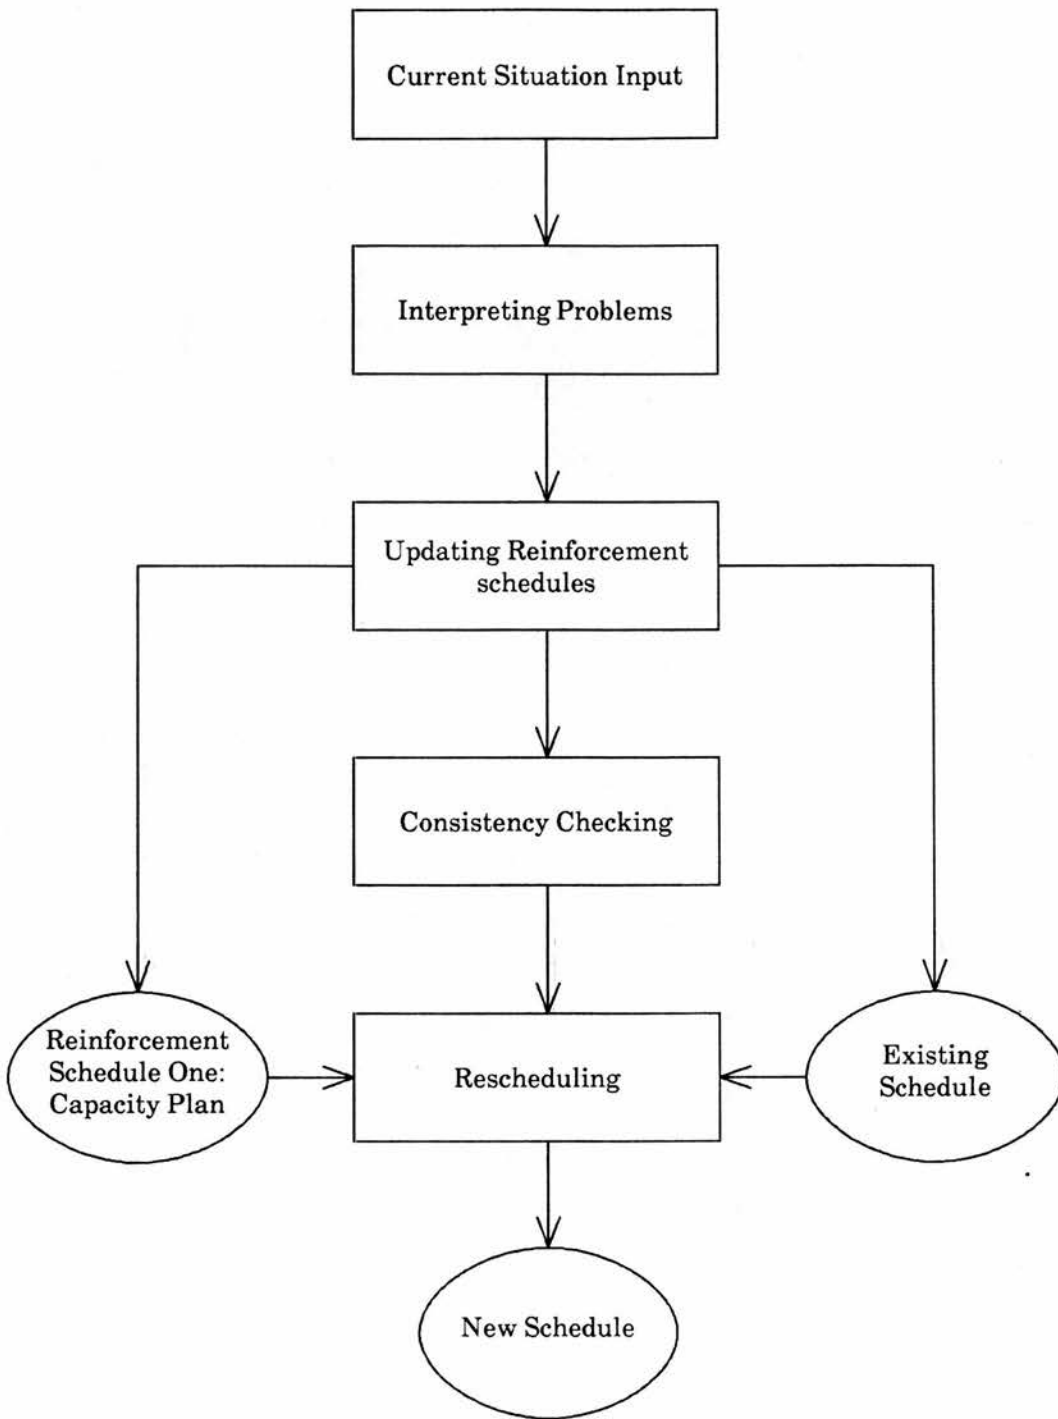 Current Situation Input
Interpreting Problems
Updating Reinforcement
schedules
Consistency Checking
Reinforcement
Schedule One:
Capacity Plan
Rescheduling
Existing
Schedule
New Schedule